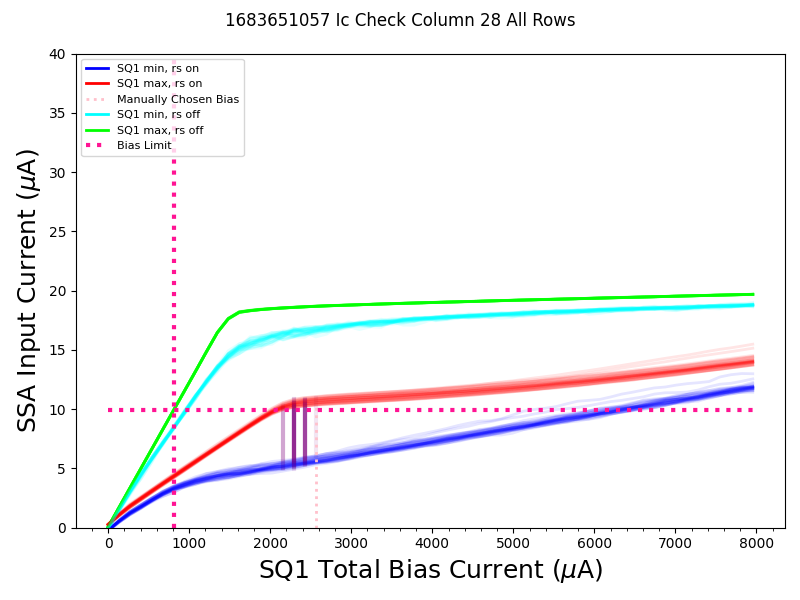 1683651057 Ic Check Column 28 All Rows
40
35
30
25
20
15
10
5
0
SSA Input Current (μA)
SQ1 min, rs on
SQ1 max, rs on
Manually Chosen Bias
SQ1 min, rs off
SQ1 max, rs off
Bias Limit
0 1000 2000 3000 4000 5000 6000 7000 8000
SQ1 Total Bias Current (μA)